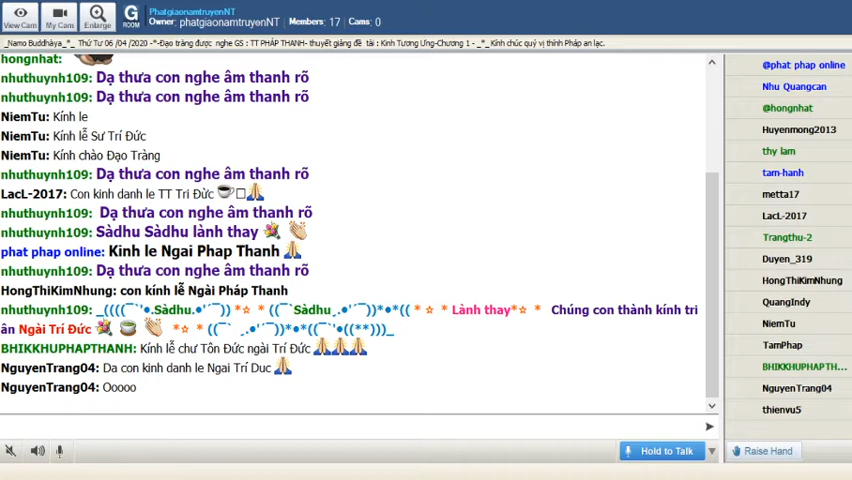 View Cam
My Cam
Enlarge
G ROOM
PhatgiaonamtruyenNT
Owner: phatgiaonamtruyenNT Members: 17 Cams: 0
_Namo Buddhàya_*_ Thứ Tư 06 /04 /2020 -*-Đạo tràng được nghe GS : TT PHÁP THANH- thuyết giảng đề tài : Kinh Tương Ưng-Chương 1 - _*_ Kính chúc quý vị thính Pháp an lạc.
hongnhat:
nhuthuynh109: Dạ thưa con nghe âm thanh rõ
nhuthuynh109: Dạ thưa con nghe âm thanh rõ
NiemTu: Kính le
NiemTu: Kính lễ Sư Trí Đức
NiemTu: Kính chào Đạo Tràng
nhuthuynh109: Dạ thưa con nghe âm thanh rõ
LacL-2017: Con kinh danh le TT Tri Đừc ☕□🙏
nhuthuynh109: Dạ thưa con nghe âm thanh rõ
nhuthuynh109: Sàdhu Sàdhu lành thay 💐 👏
phat phap online: Kinh le Ngai Phap Thanh 🙏
nhuthuynh109: Dạ thưa con nghe âm thanh rõ
HongThiKimNhung: con kính lễ Ngài Pháp Thanh
nhuthuynh109: _((((¯`'•.Sàdhu.•'´¯)) *☆ * ((¯`Sàdhu¸.•'´¯))*•*(( * ☆ * Lành thay*☆ * Chúng con thành kính tri
ân Ngài Trí Đức 💐 🍵 👏 *☆ * ((¯` ¸.•'´¯))*•*((¯`'•((**)))_
BHIKKHUPHAPTHANH: Kính lễ chư Tôn Đức ngài Trí Đức 🙏🙏🙏
NguyenTrang04: Da con kinh danh le Ngai Trí Duc 🙏
NguyenTrang04: Ooooo
Hold to Talk
@phat phap online
Nhu Quangcan
@hongnhat
Huyenmong2013
thy lam
tam-hanh
metta17
LacL-2017
Trangthu-2
Duyen_319
HongThiKimNhung
QuangIndy
NiemTu
TamPhap
BHIKKHUPHAPTH...
NguyenTrang04
thienvu5
Raise Hand